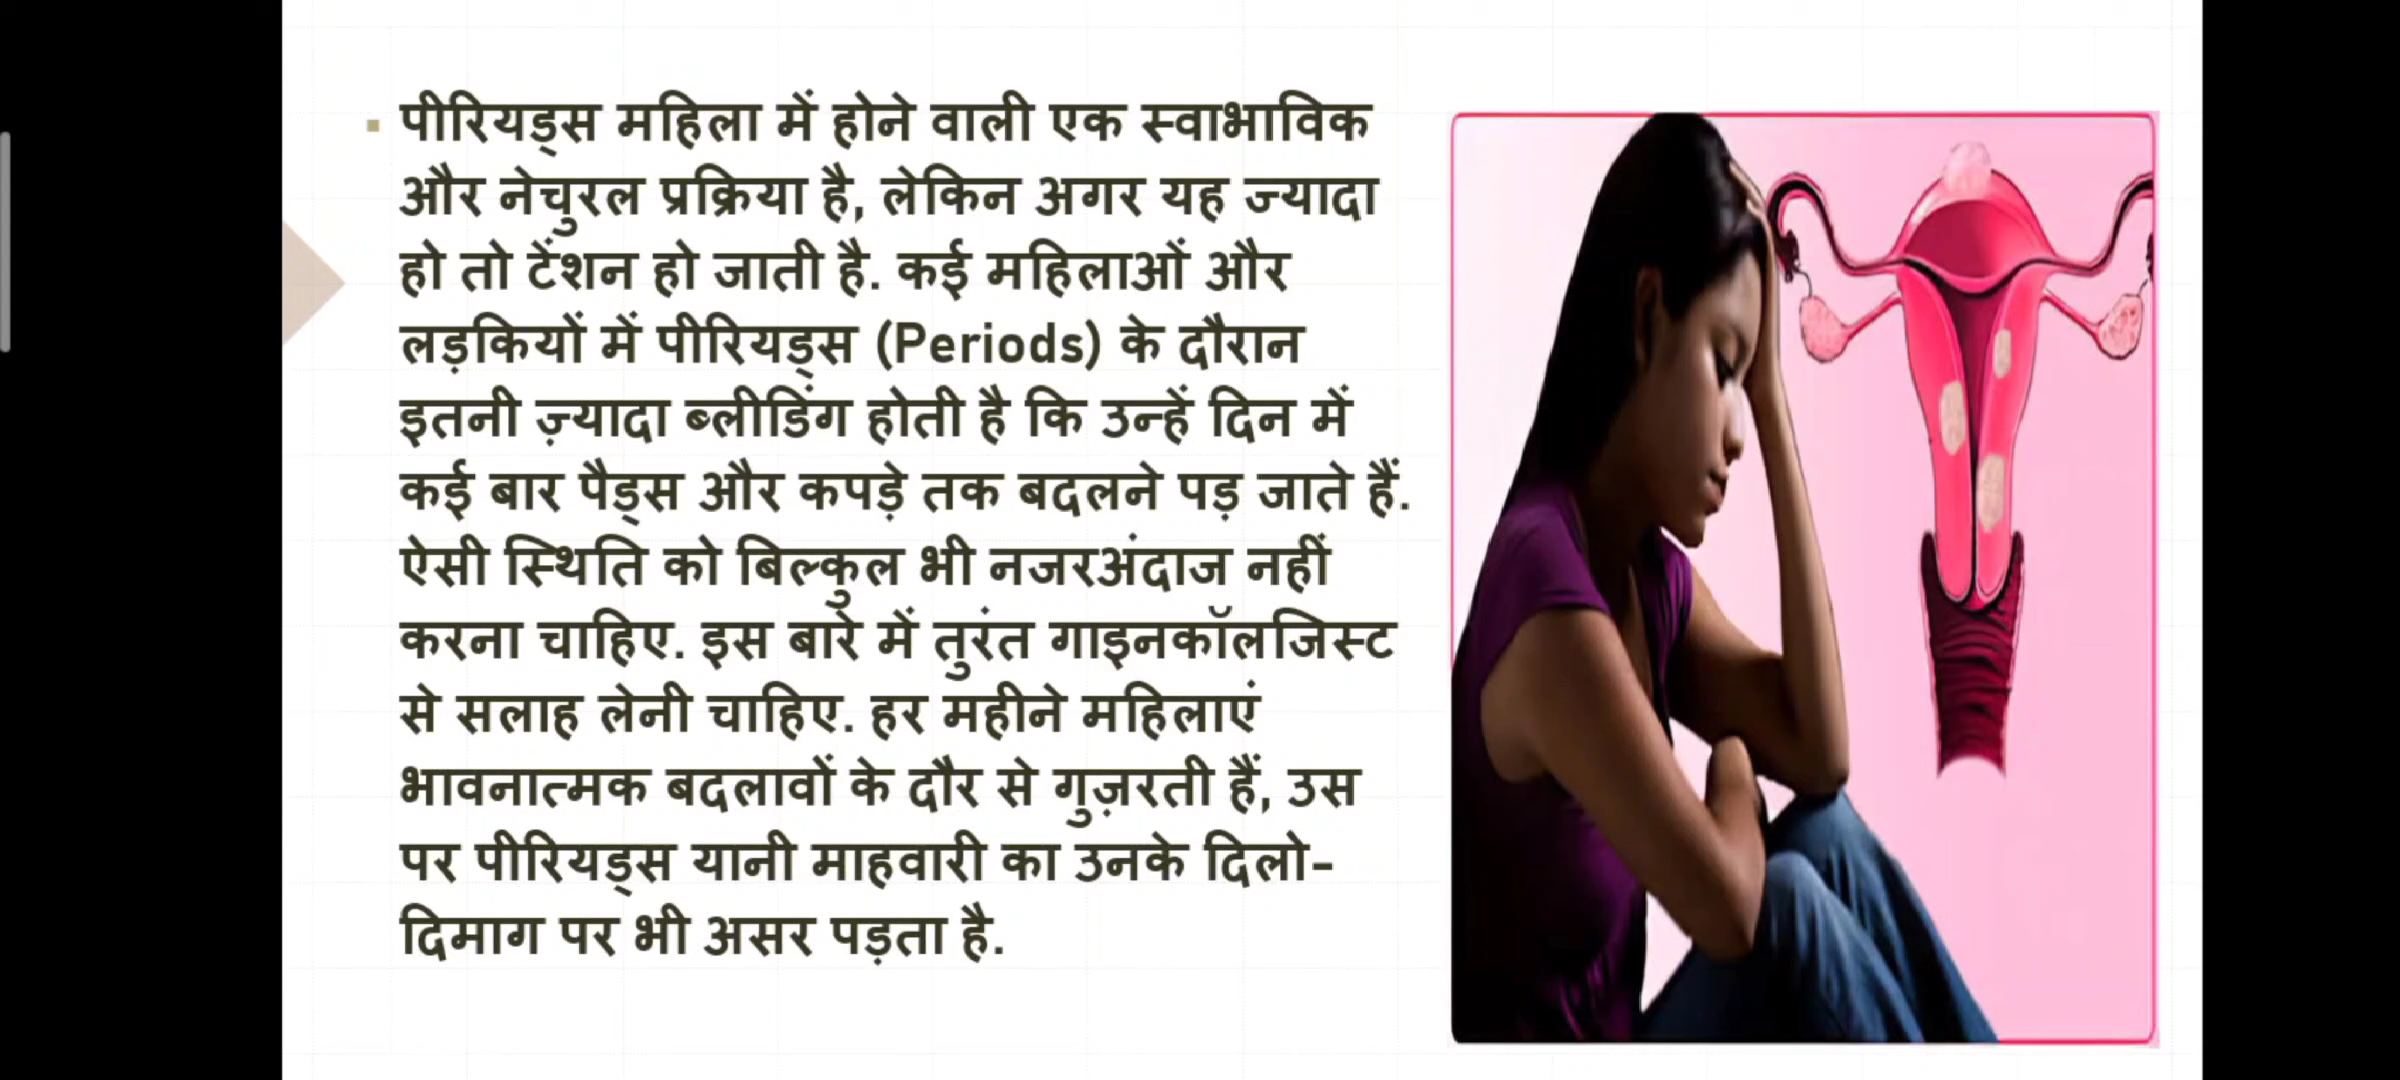 पीरियड्स महिला में होने वाली एक स्वाभाविक
और नेचुरल प्रक्रिया है, लेकिन अगर यह ज्यादा
हो तो टेंशन हो जाती है. कई महिलाओं और
लड़कियों में पीरियड्स (Periods) के दौरान
इतनी ज़्यादा ब्लीडिंग होती है कि उन्हें दिन में
कई बार पैड्स और कपड़े तक बदलने पड़ जाते हैं.
ऐसी स्थिति को बिल्कुल भी नजरअंदाज नहीं
करना चाहिए. इस बारे में तुरंत गाइनकॉलजिस्ट
से सलाह लेनी चाहिए. हर महीने महिलाएं
भावनात्मक बदलावों के दौर से गुज़रती हैं, उस
पर पीरियड्स यानी माहवारी का उनके दिलो-
दिमाग पर भी असर पड़ता है.